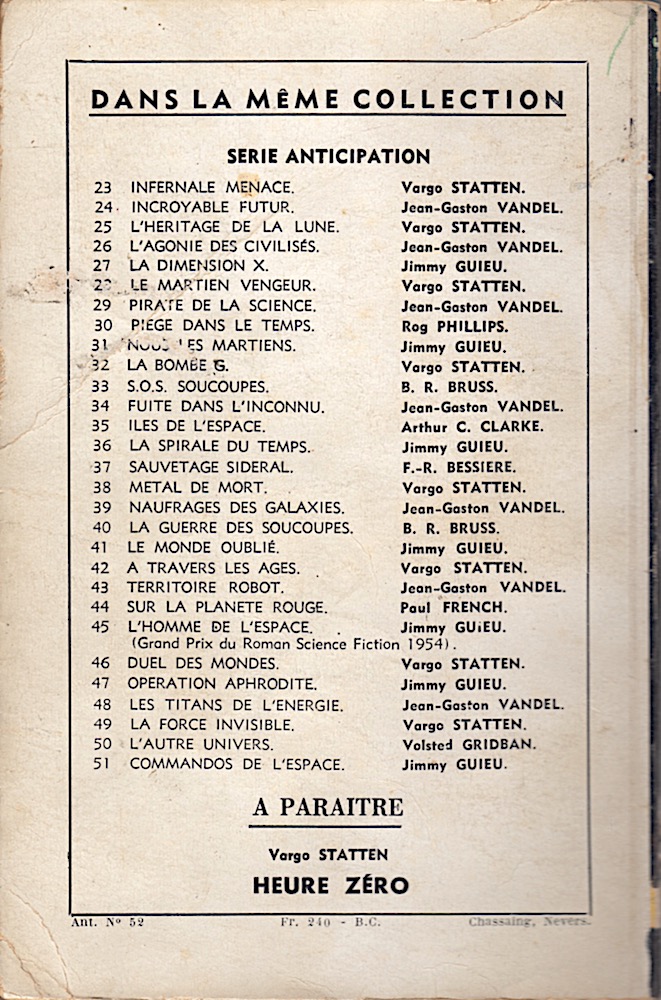 DANS LA MÊME COLLECTION
SERIE ANTICIPATION
23 INFERNALE MENACE. Vargo STATTEN.
24 INCROYABLE FUTUR. Jean-Gaston VANDEL.
25 L'HERITAGE DE LA LUNE. Vargo STATTEN.
26 L'AGONIE DES CIVILISÉS. Jean-Gaston VANDEL.
27 LA DIMENSION X. Jimmy GUIEU.
LE MARTIEN VENGEUR. Vargo STATTEN.
29 PIRATE DE LA SCIENCE. Jean-Gaston VANDEL.
30 PIÉGE DANS LE TEMPS. Rog PHILLIPS.
31 NOUS LES MARTIENS. Jimmy GUIEU.
32 LA BOMBE G. Vargo STATTEN.
33 S.O.S. SOUCOUPES. B. R. BRUSS.
34 FUITE DANS L'INCONNU. Jean-Gaston VANDEL.
35 ILES DE L'ESPACE. Arthur C. CLARKE.
36 LA SPIRALE DU TEMPS. Jimmy GUIEU.
37 SAUVETAGE SIDERAL. F.-R. BESSIERE.
38 METAL DE MORT. Vargo STATTEN.
39 NAUFRAGES DES GALAXIES. Jean-Gaston VANDEL.
40 LA GUERRE DES SOUCOUPES. B. R. BRUSS.
41 LE MONDE OUBLIÉ. Jimmy GUIEU.
42 A TRAVERS LES AGES. Vargo STATTEN.
43 TERRITOIRE ROBOT. Jean-Gaston VANDEL.
44 SUR LA PLANETE ROUGE. Paul FRENCH.
45 L'HOMME DE L'ESPACE. Jimmy GUiEU.
(Grand Prix du Roman Science Fiction 1954).
46 DUEL DES MONDES. Vargo STATTEN.
47 OPERATION APHRODITE. Jimmy GUIEU.
48 LES TITANS DE L'ENERGIE. Jean-Gaston VANDEL.
49 LA FORCE INVISIBLE. Vargo STATTEN.
50 L'AUTRE UNIVERS. Volsted GRIDBAN.
51 COMMANDOS DE L'ESPACE. Jimmy GUIEU.
A PARAITRE
Vargo STATTEN
HEURE ZÉRO
Ant. Nº 52 Fr. 240 - B.C. Chassaing, Nevers.